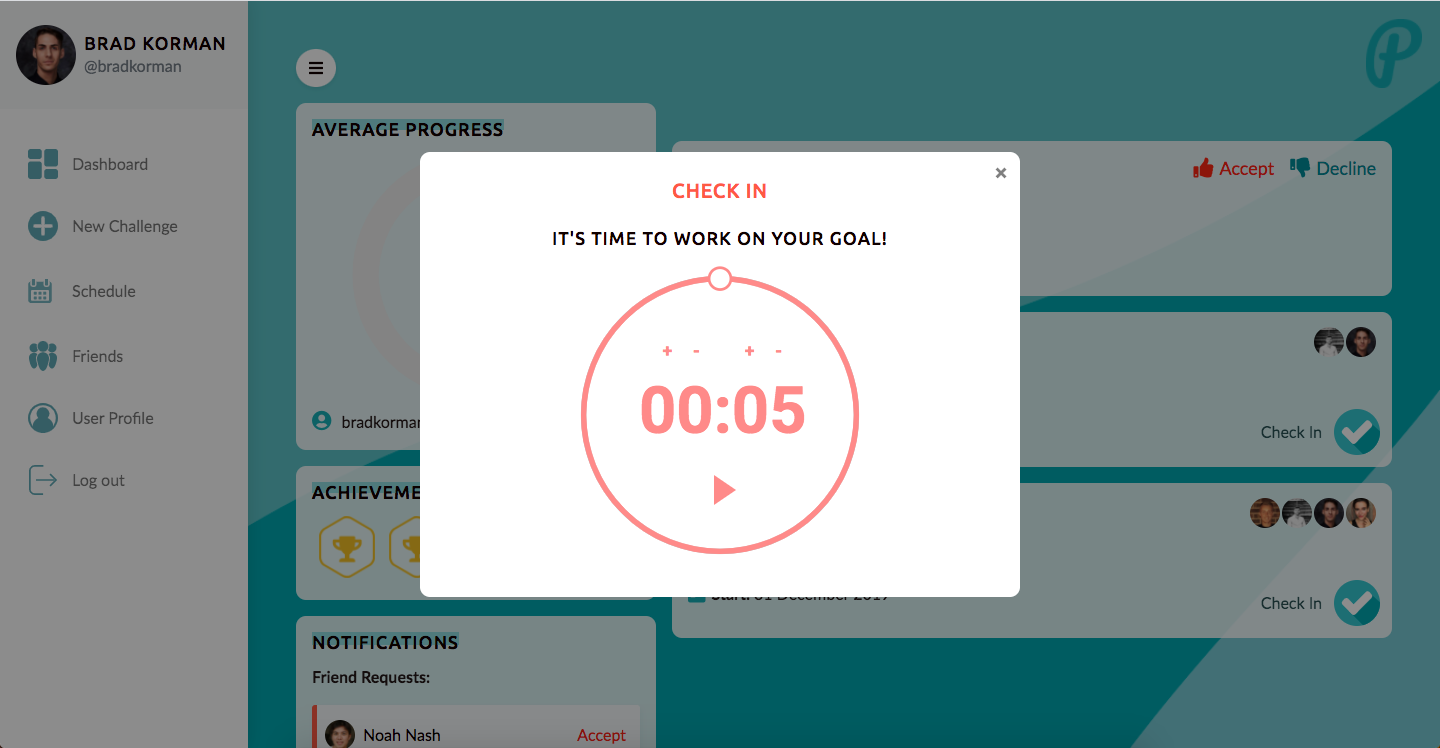 BRAD KORMAN
@bradkorman
Dashboard
New Challenge
Schedule
Friends
User Profile
Log out
AVERAGE PROGRESS
bradkorman
ACHIEVEME
NOTIFICATIONS
Friend Requests:
Noah Nash Accept
×
CHECK IN
IT'S TIME TO WORK ON YOUR GOAL!
+ - + -
00:05
Accept Decline
Check In
Start: 31 December 2019
Check In